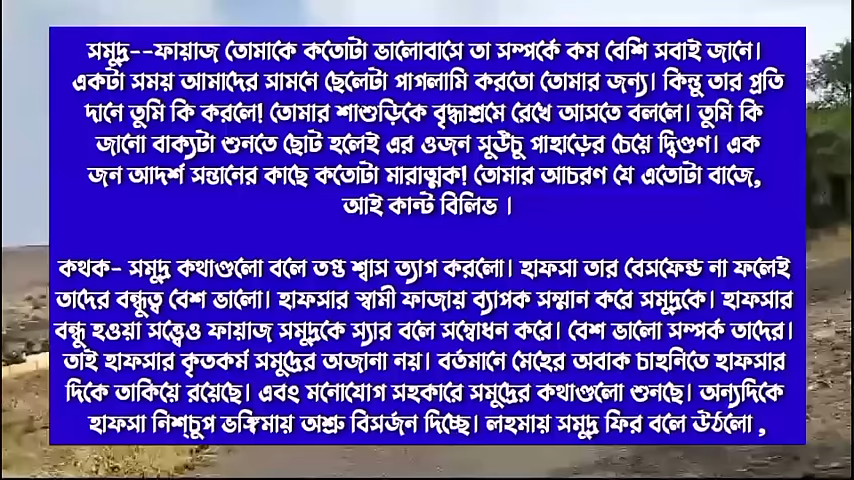 সমুদ্র--ফায়াজ তোমাকে কতোটা ভালোবাসে তা সম্পর্কে কম বেশি সবাই জানে।
একটা সময় আমাদের সামনে ছেলেটা পাগলামি করতো তোমার জন্য। কিন্তু তার প্রতি
দানে তুমি কি করলে! তোমার শাশুড়িকে বৃদ্ধাশ্রমে রেখে আসতে বললে। তুমি কি
জানো বাক্যটা শুনতে ছোট হলেই এর ওজন সুউঁচু পাহাড়ের চেয়ে দ্বিগুণ। এক
জন আদর্শ সন্তানের কাছে কতোটা মারাত্মক! তোমার আচরণ যে এতোটা বাজে,
আই কান্ট বিলিভ ।
কথক- সমুদ্র কথাগুলো বলে তপ্ত শ্বাস ত্যাগ করলো। হাফসা তার বেসফেন্ড না ফলেই
তাদের বন্ধুত্ব বেশ ভালো। হাফসার স্বামী ফাজায় ব্যাপক সম্মান করে সমুদ্রকে। হাফসার
বন্ধু হওয়া সত্ত্বেও ফায়াজ সমুদ্রকে স্যার বলে সম্বোধন করে। বেশ ভালো সম্পর্ক তাদের।
তাই হাফসার কৃতকর্ম সমুদ্রের অজানা নয়। বর্তমানে মেহের অবাক চাহনিতে হাফসার
দিকে তাকিয়ে রয়েছে। এবং মনোযোগ সহকারে সমুদ্রের কথাগুলো শুনছে। অন্যদিকে
হাফসা নিশ্চুপ ভঙ্গিমায় অশ্রু বিসর্জন দিচ্ছে। লহমায় সমুদ্র ফির বলে উঠলো ,